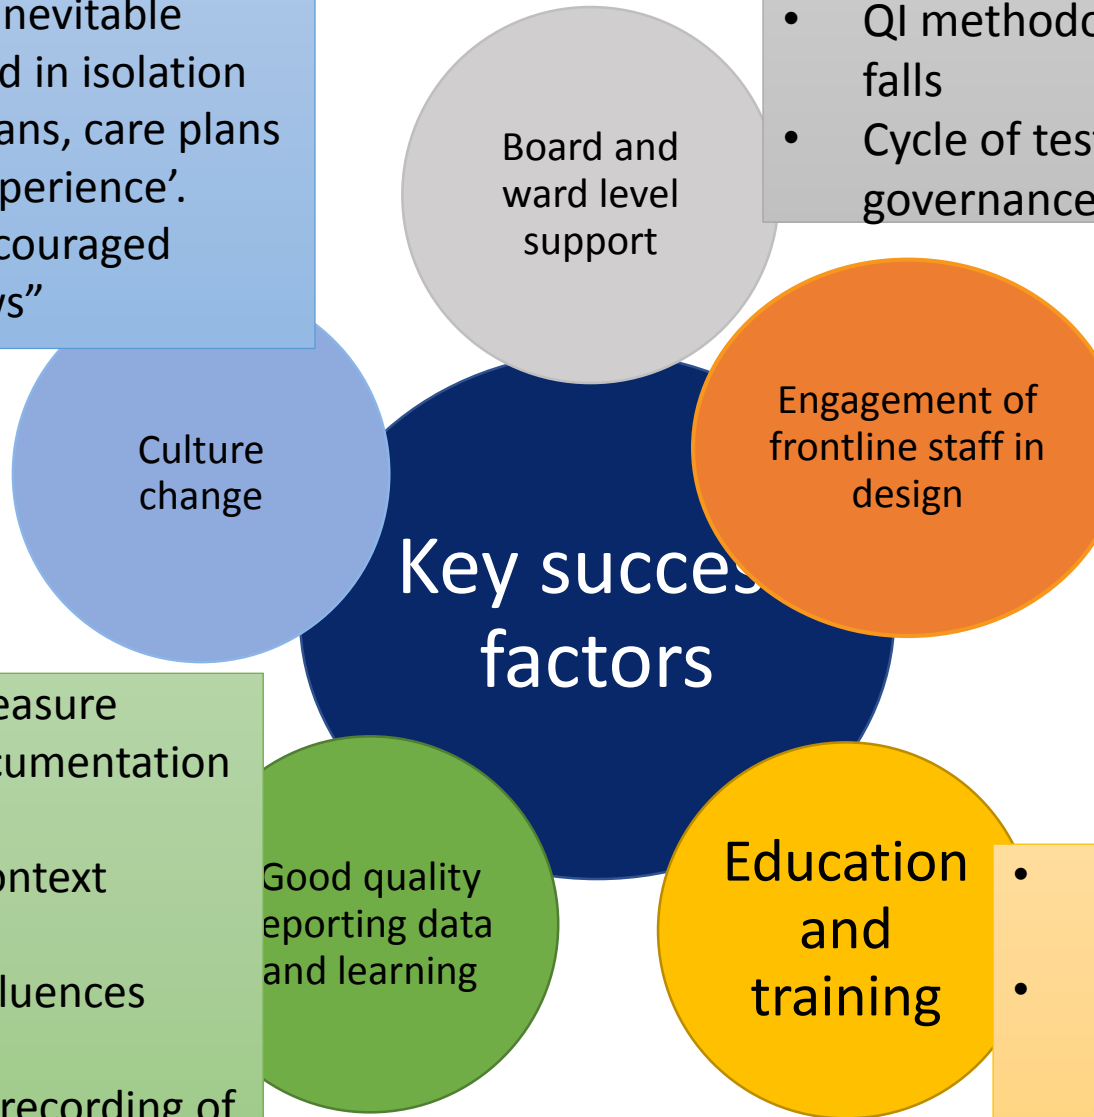 nevitable
d in isolation
ans, care plans
perience’.
couraged
ys”
• QI methodo
falls
• Cycle of tes
governance
Board and
ward level
support
Engagement of
frontline staff in
design
Culture
change
Key succes
factors
easure
cumentation
ontext
luences
recording of
Good quality
eporting data
and learning
Education
and
training
•
•